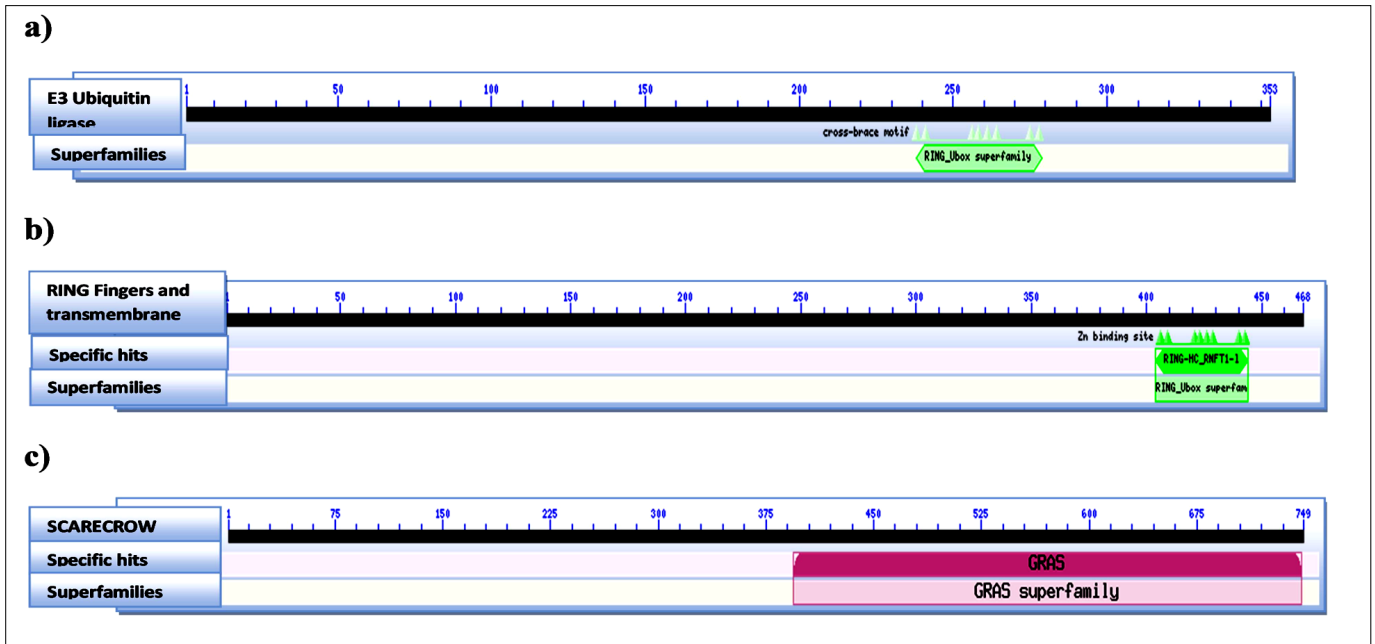 a)
1 50 100 150 200 250 300 353
E3 Ubiquitin
ligase
cross-brace motif
Superfamilies
RING_Ubox superfamily
b)
1 50 100 150 200 250 300 350 400 450 468
RING Fingers and
transmembrane
Zn binding site
Specific hits
RING-HC_RNFT1-1
Superfamilies
RING_Ubox superfam
c)
1 75 150 225 300 375 450 525 600 675 749
SCARECROW
Specific hits
GRAS
Superfamilies
GRAS superfamily